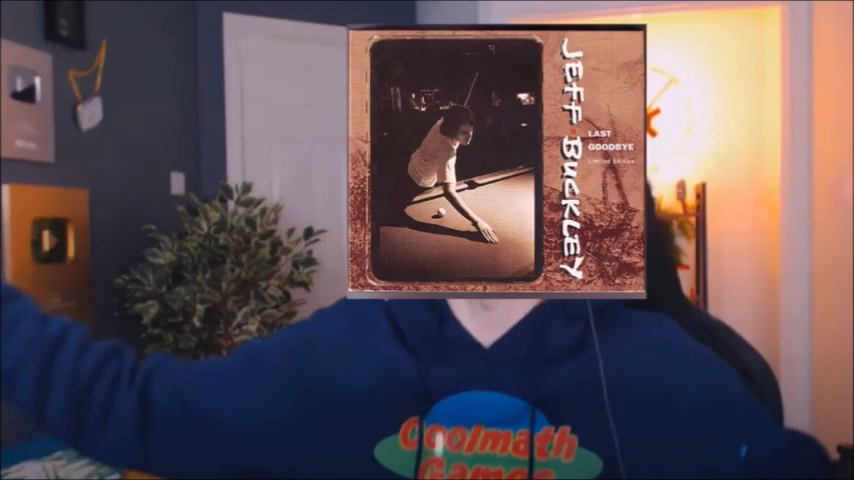 JEFF BUCKLEY
LAST
GOODBYE
Limited Edition
Coolmath
Games